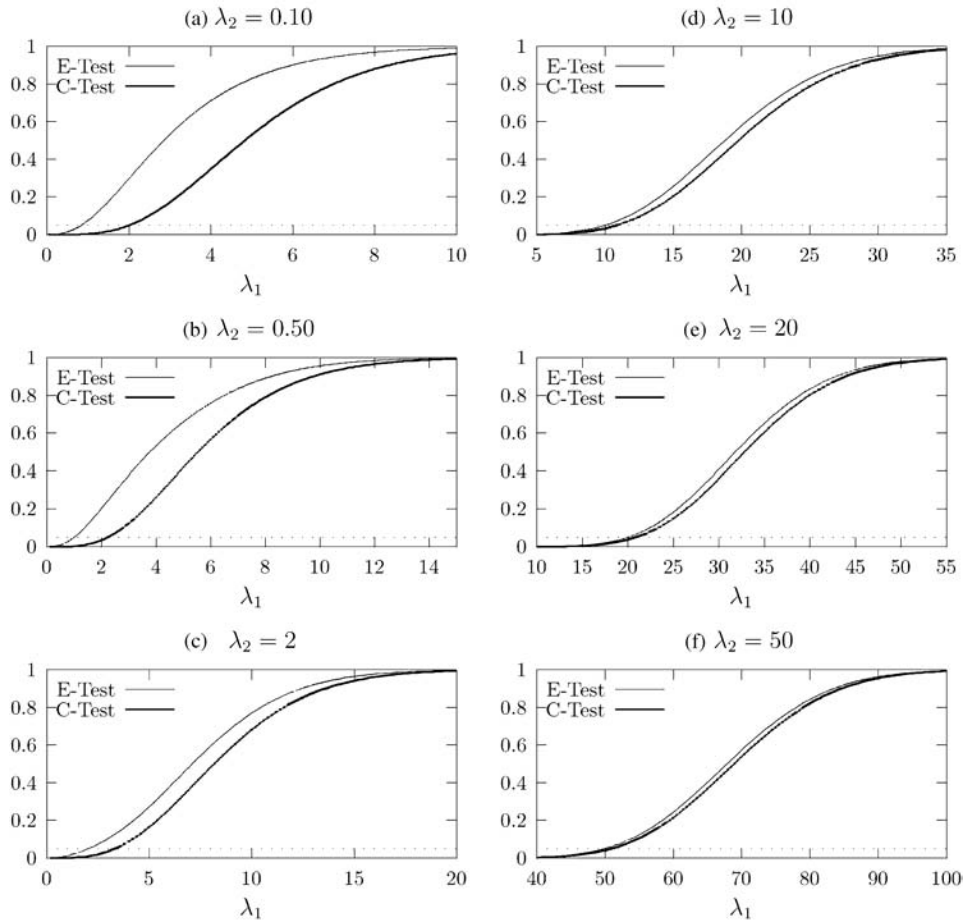 (a) λ₂ = 0.10
1
E-Test
C-Test
0.8
0.6
0.4
0.2
0
0 2 4 6 8 10
λ₁
(b) λ₂ = 0.50
1
E-Test
C-Test
0.8
0.6
0.4
0.2
0
0 2 4 6 8 10 12 14
λ₁
(c) λ₂ = 2
1
E-Test
C-Test
0.8
0.6
0.4
0.2
0
0 5 10 15 20
λ₁
(d) λ₂ = 10
1
E-Test
C-Test
0.8
0.6
0.4
0.2
0
5 10 15 20 25 30 35
λ₁
(e) λ₂ = 20
1
E-Test
C-Test
0.8
0.6
0.4
0.2
0
10 15 20 25 30 35 40 45 50 55
λ₁
(f) λ₂ = 50
1
E-Test
C-Test
0.8
0.6
0.4
0.2
0
40 50 60 70 80 90 100
λ₁